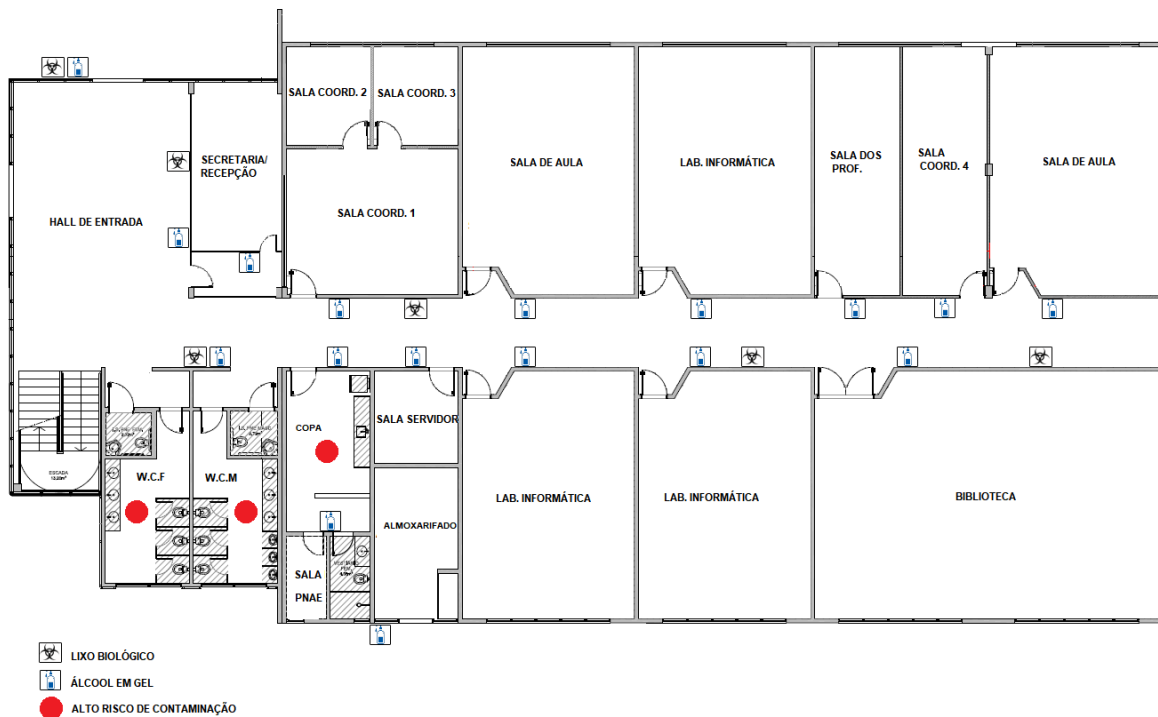 SALA COORD. 2
SALA COORD. 3
SECRETARIA/
RECEPÇÃO
SALA DE AULA
LAB. INFORMÁTICA
SALA DOS
PROF.
SALA
COORD. 4
SALA DE AULA
HALL DE ENTRADA
SALA COORD. 1
COPA
SALA SERVIDOR
W.C.F
W.C.M
ESCADA
LAB. INFORMÁTICA
LAB. INFORMÁTICA
BIBLIOTECA
ALMOXARIFADO
SALA
PNAE
LIXO BIOLÓGICO
ÁLCOOL EM GEL
ALTO RISCO DE CONTAMINAÇÃO